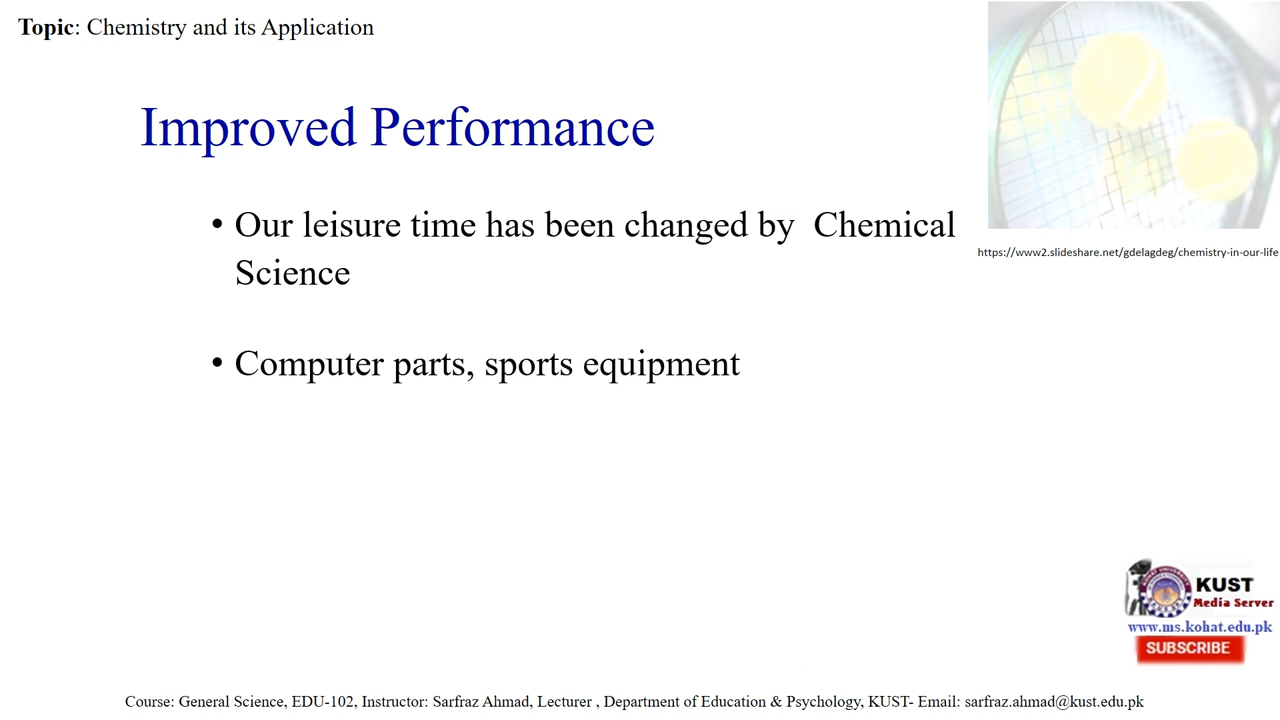 Topic: Chemistry and its Application
Improved Performance
• Our leisure time has been changed by  Chemical
Science
https://www2.slideshare.net/gdelagdeg/chemistry-in-our-life
• Computer parts, sports equipment
KUST
Media Server
www.ms.kohat.edu.pk
SUBSCRIBE
Course: General Science, EDU-102, Instructor: Sarfraz Ahmad, Lecturer , Department of Education & Psychology, KUST- Email: sarfraz.ahmad@kust.edu.pk